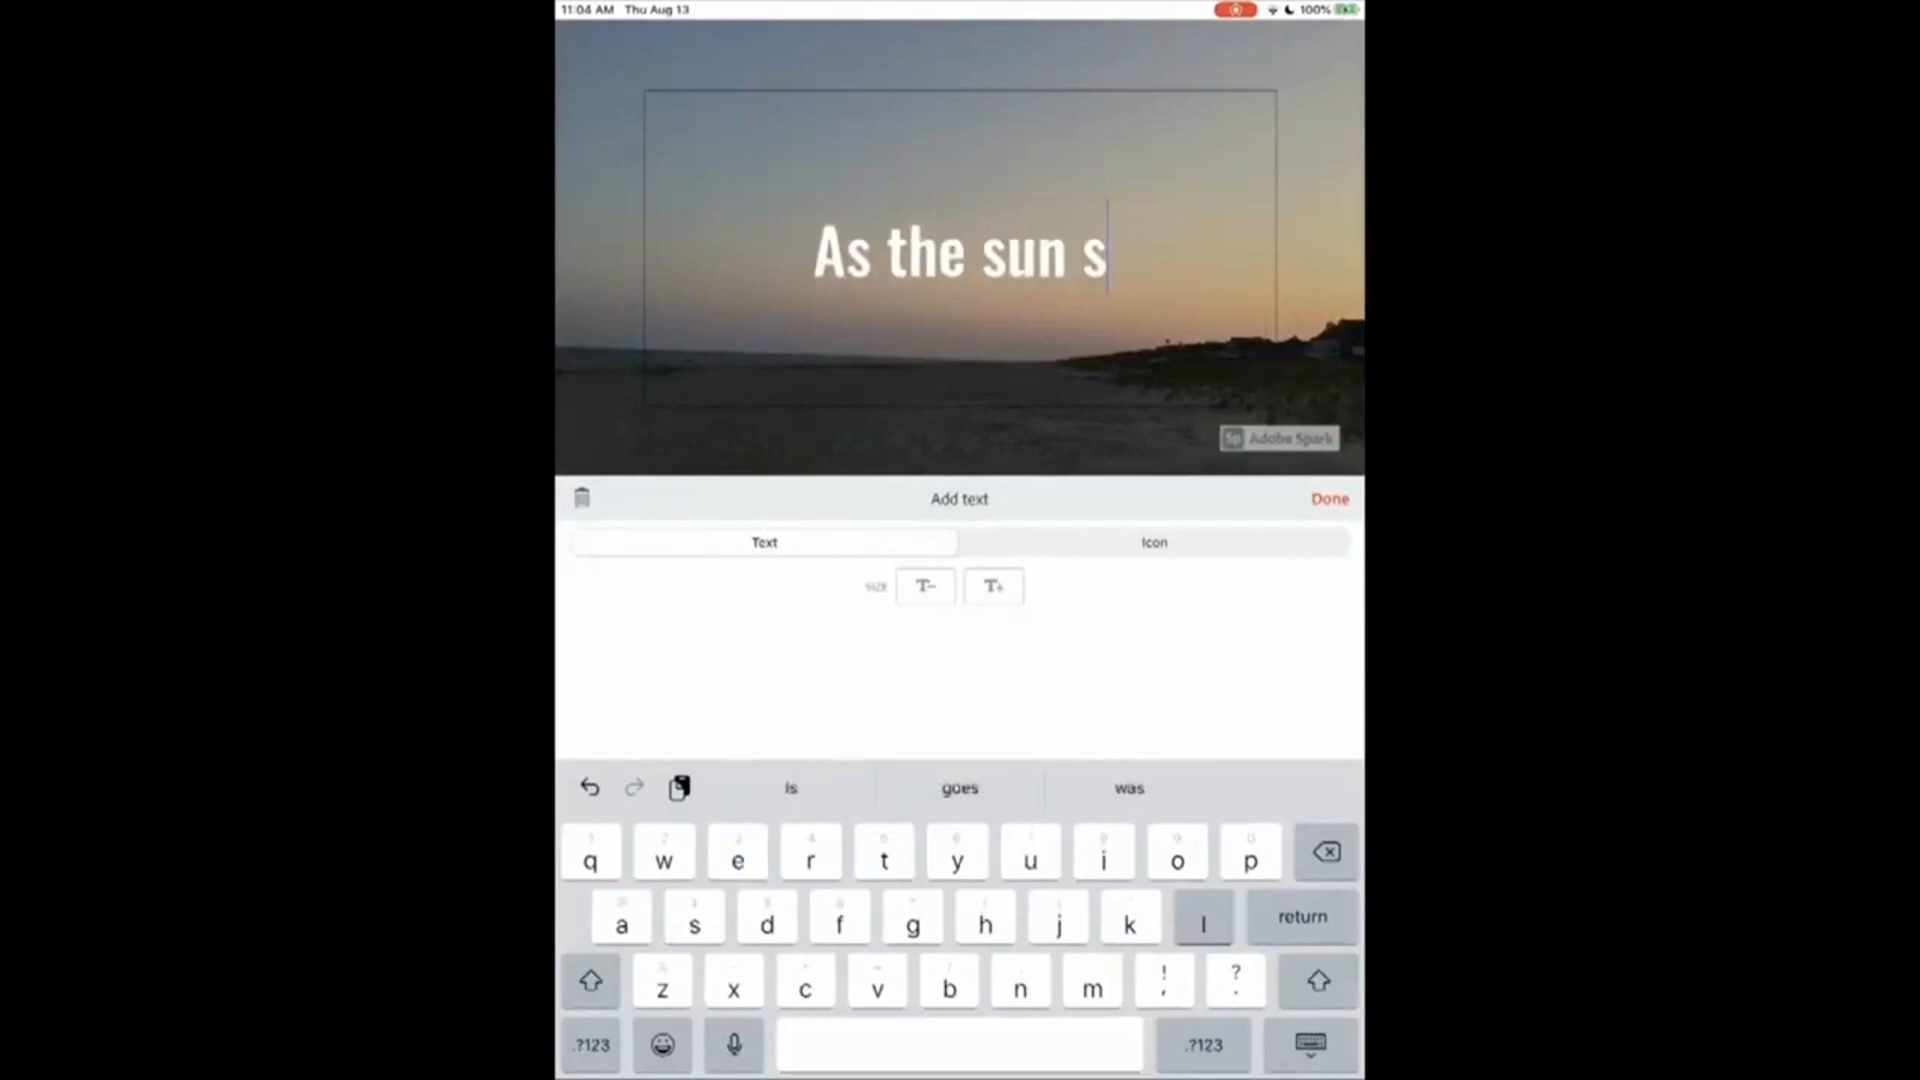 11:04 AM Thu Aug 13
100%
As the sun s
Sp Adobe Spark
Add text
Done
Text
Icon
SIZE T- T+
is
goes
was
q w e r t y u i o p
a s d f g h j k l
return
z x c v b n m ! , ? .
.?123
.?123